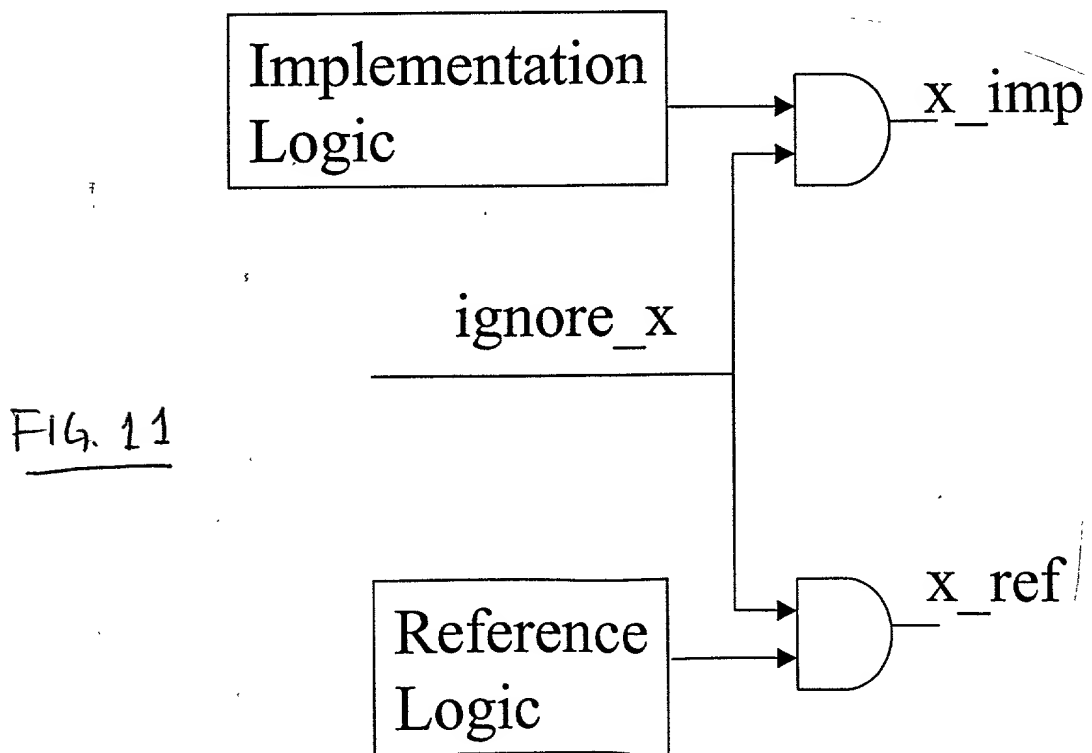 Implementation
Logic
x_imp
ignore_x
FIG. 11
x_ref
Reference
Logic